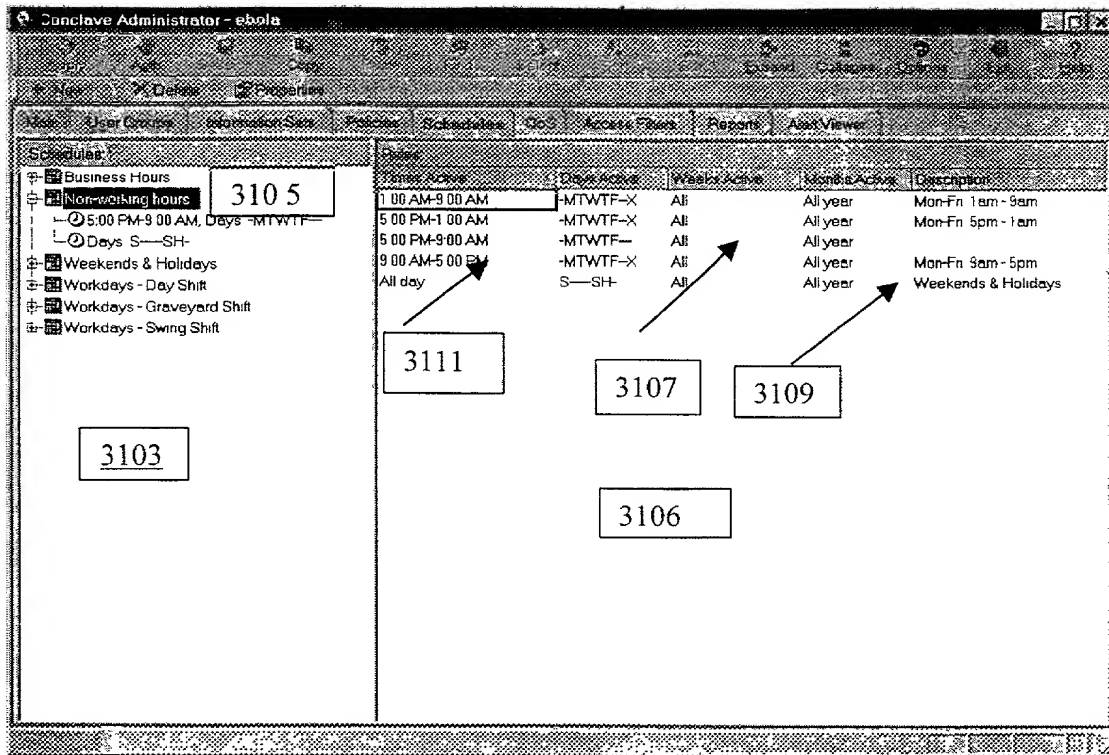 Conclave Administrator - ebola
Copy
Expand Collapse Options Help
New Delete Properties
Main User Groups Information Sets Policies Schedules QoS Access Filters Reports Alert Viewer
Schedules
Rules
Times Active Days Active Weeks Active Months Active Description
Business Hours
Non-working hours
5:00 PM-9 00 AM, Days -MTWTF--
Days S-----SH-
Weekends & Holidays
Workdays - Day Shift
Workdays - Graveyard Shift
Workdays - Swing Shift
310 5
3103
1 00 AM-9 00 AM -MTWTF--X All All year Mon-Fri 1am - 9am
5 00 PM-1 00 AM -MTWTF--X All All year Mon-Fri 5pm - 1am
5 00 PM-9:00 AM -MTWTF--- All All year
9 00 AM-5 00 PM -MTWTF--X All All year Mon-Fri 9am - 5pm
All day S-----SH- All All year Weekends & Holidays
3111
3107
3109
3106